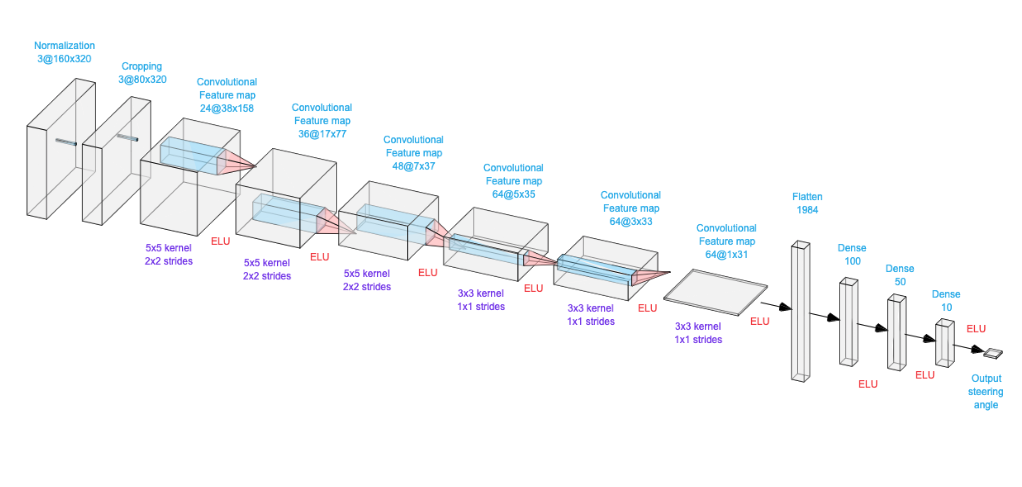 Normalization
3@160x320
Cropping
3@80x320
Convolutional
Feature map
24@38x158
Convolutional
Feature map
36@17x77
Convolutional
Feature map
48@7x37
Convolutional
Feature map
64@5x35
Convolutional
Feature map
64@3x33
Convolutional
Feature map
64@1x31
Flatten
1984
Dense
100
Dense
50
Dense
10
5x5 kernel
2x2 strides
ELU
5x5 kernel
2x2 strides
ELU
5x5 kernel
2x2 strides
ELU
3x3 kernel
1x1 strides
ELU
3x3 kernel
1x1 strides
ELU
3x3 kernel
1x1 strides
ELU
ELU
ELU
ELU
Output
steering
angle